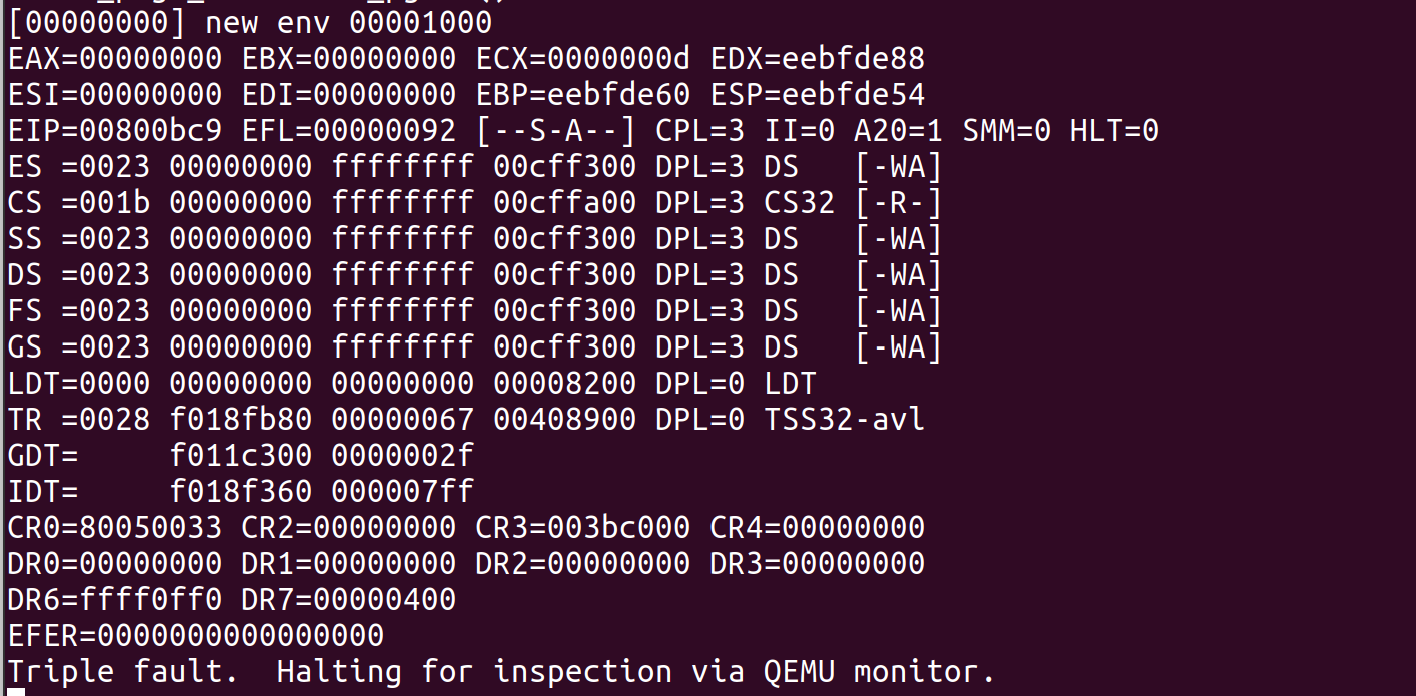 [00000000] new env 00001000
EAX=00000000 EBX=00000000 ECX=0000000d EDX=eebfde88
ESI=00000000 EDI=00000000 EBP=eebfde60 ESP=eebfde54
EIP=00800bc9 EFL=00000092 [--S-A--] CPL=3 II=0 A20=1 SMM=0 HLT=0
ES =0023 00000000 ffffffff 00cff300 DPL=3 DS   [-WA]
CS =001b 00000000 ffffffff 00cffa00 DPL=3 CS32 [-R-]
SS =0023 00000000 ffffffff 00cff300 DPL=3 DS   [-WA]
DS =0023 00000000 ffffffff 00cff300 DPL=3 DS   [-WA]
FS =0023 00000000 ffffffff 00cff300 DPL=3 DS   [-WA]
GS =0023 00000000 ffffffff 00cff300 DPL=3 DS   [-WA]
LDT=0000 00000000 00000000 00008200 DPL=0 LDT
TR =0028 f018fb80 00000067 00408900 DPL=0 TSS32-avl
GDT=     f011c300 0000002f
IDT=     f018f360 000007ff
CR0=80050033 CR2=00000000 CR3=003bc000 CR4=00000000
DR0=00000000 DR1=00000000 DR2=00000000 DR3=00000000
DR6=ffff0ff0 DR7=00000400
EFER=0000000000000000
Triple fault.  Halting for inspection via QEMU monitor.